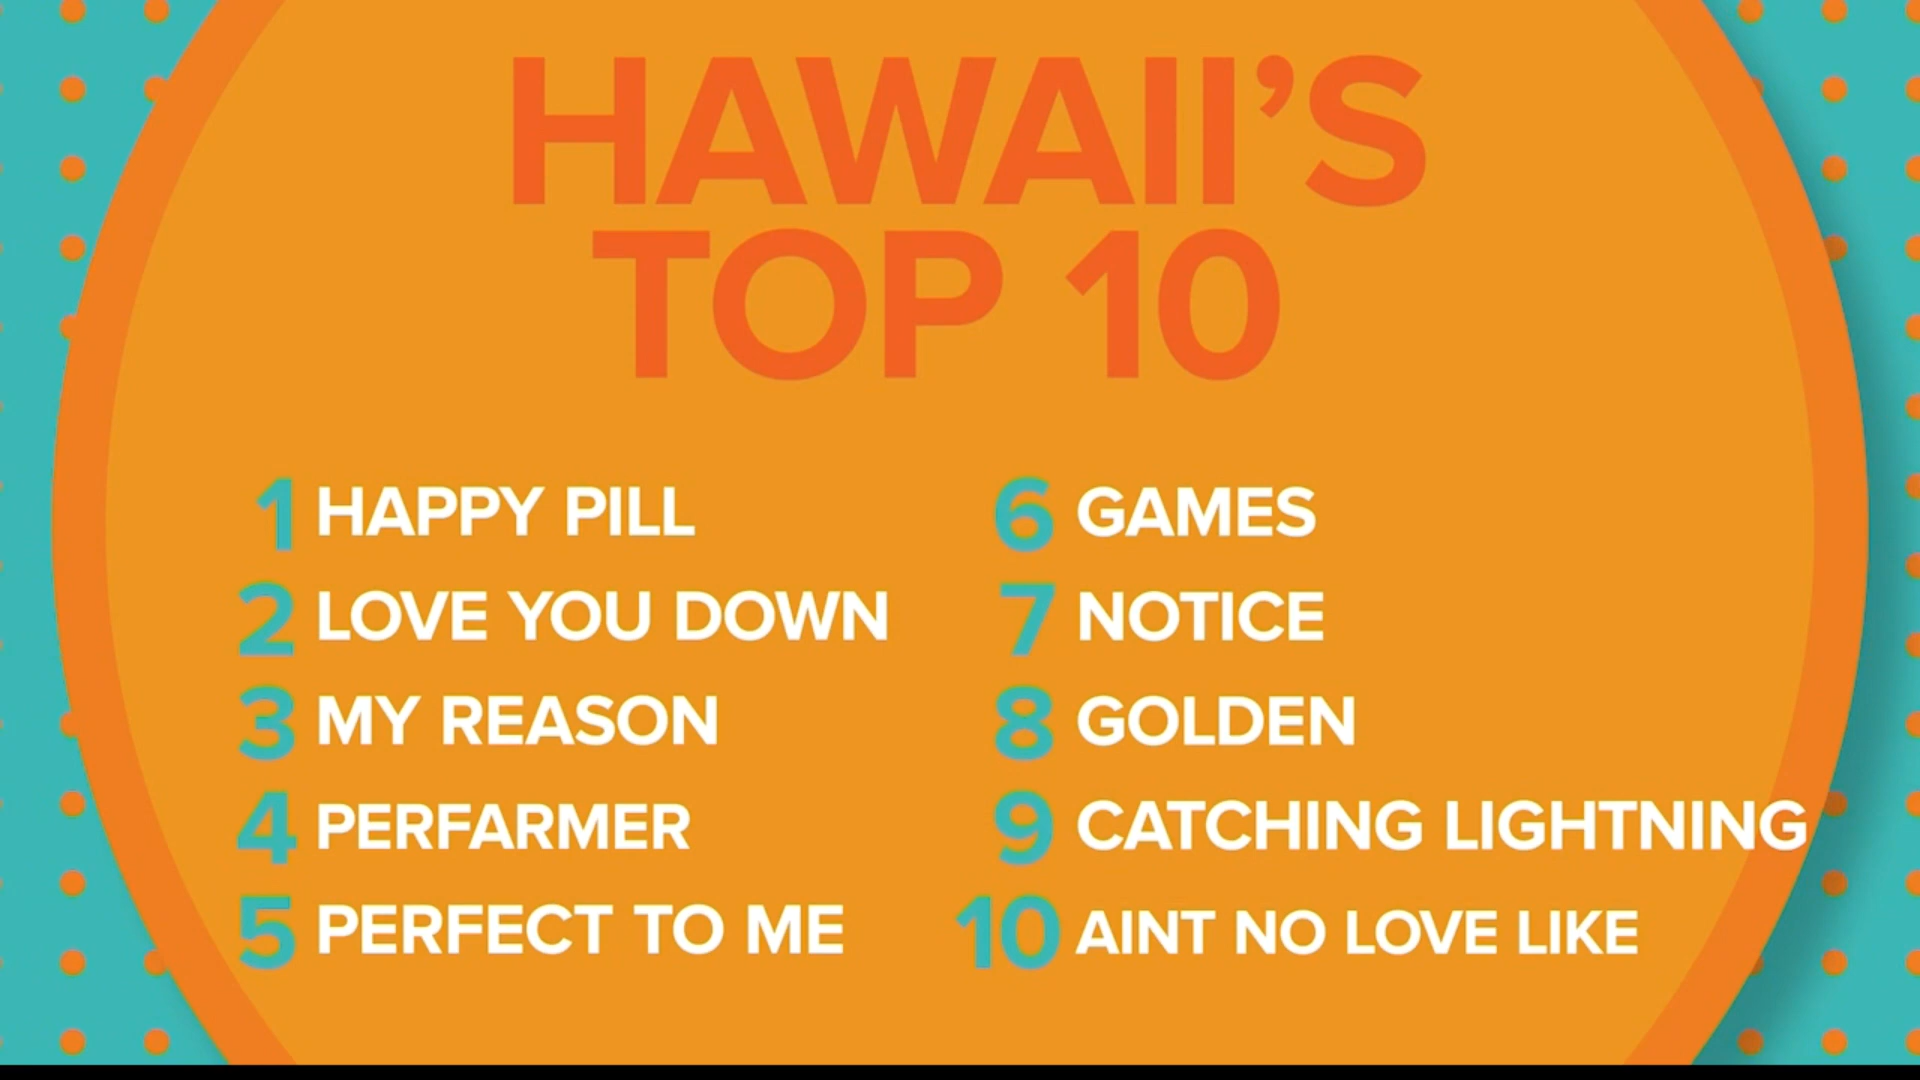 HAWAII’S
TOP 10
1 HAPPY PILL
2 LOVE YOU DOWN
3 MY REASON
4 PERFARMER
5 PERFECT TO ME
6 GAMES
7 NOTICE
8 GOLDEN
9 CATCHING LIGHTNING
10 AINT NO LOVE LIKE